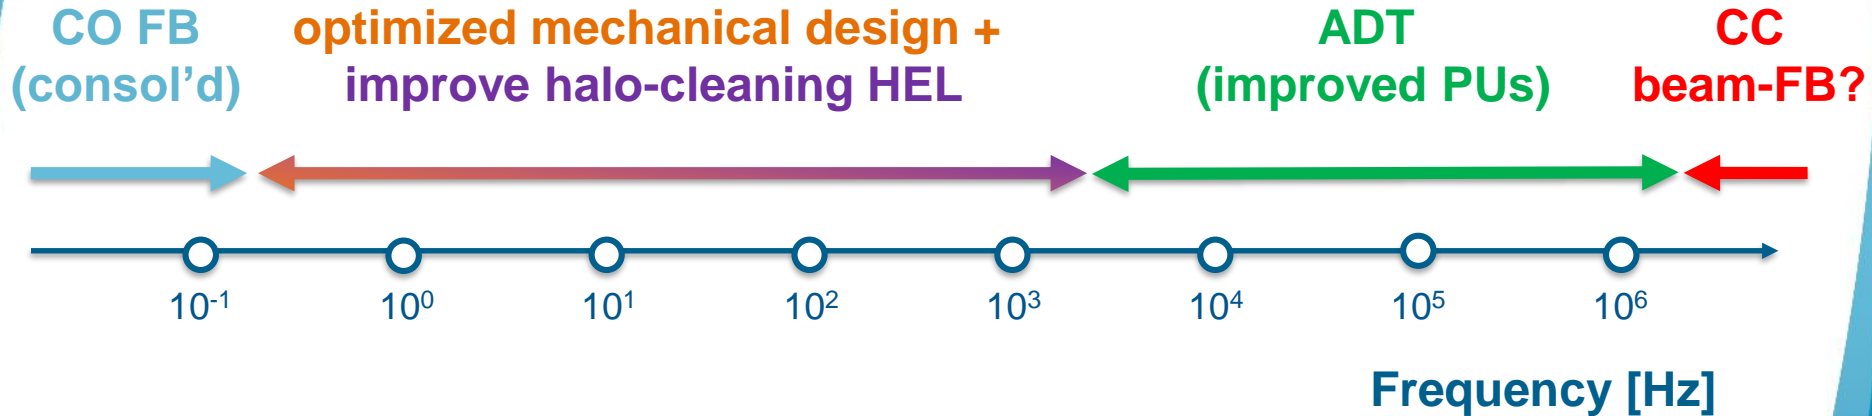 CO FB
(consol’d)
optimized mechanical design +
improve halo-cleaning HEL
ADT
(improved PUs)
CC
beam-FB?
10⁻¹
10⁰
10¹
10²
10³
10⁴
10⁵
10⁶
Frequency [Hz]